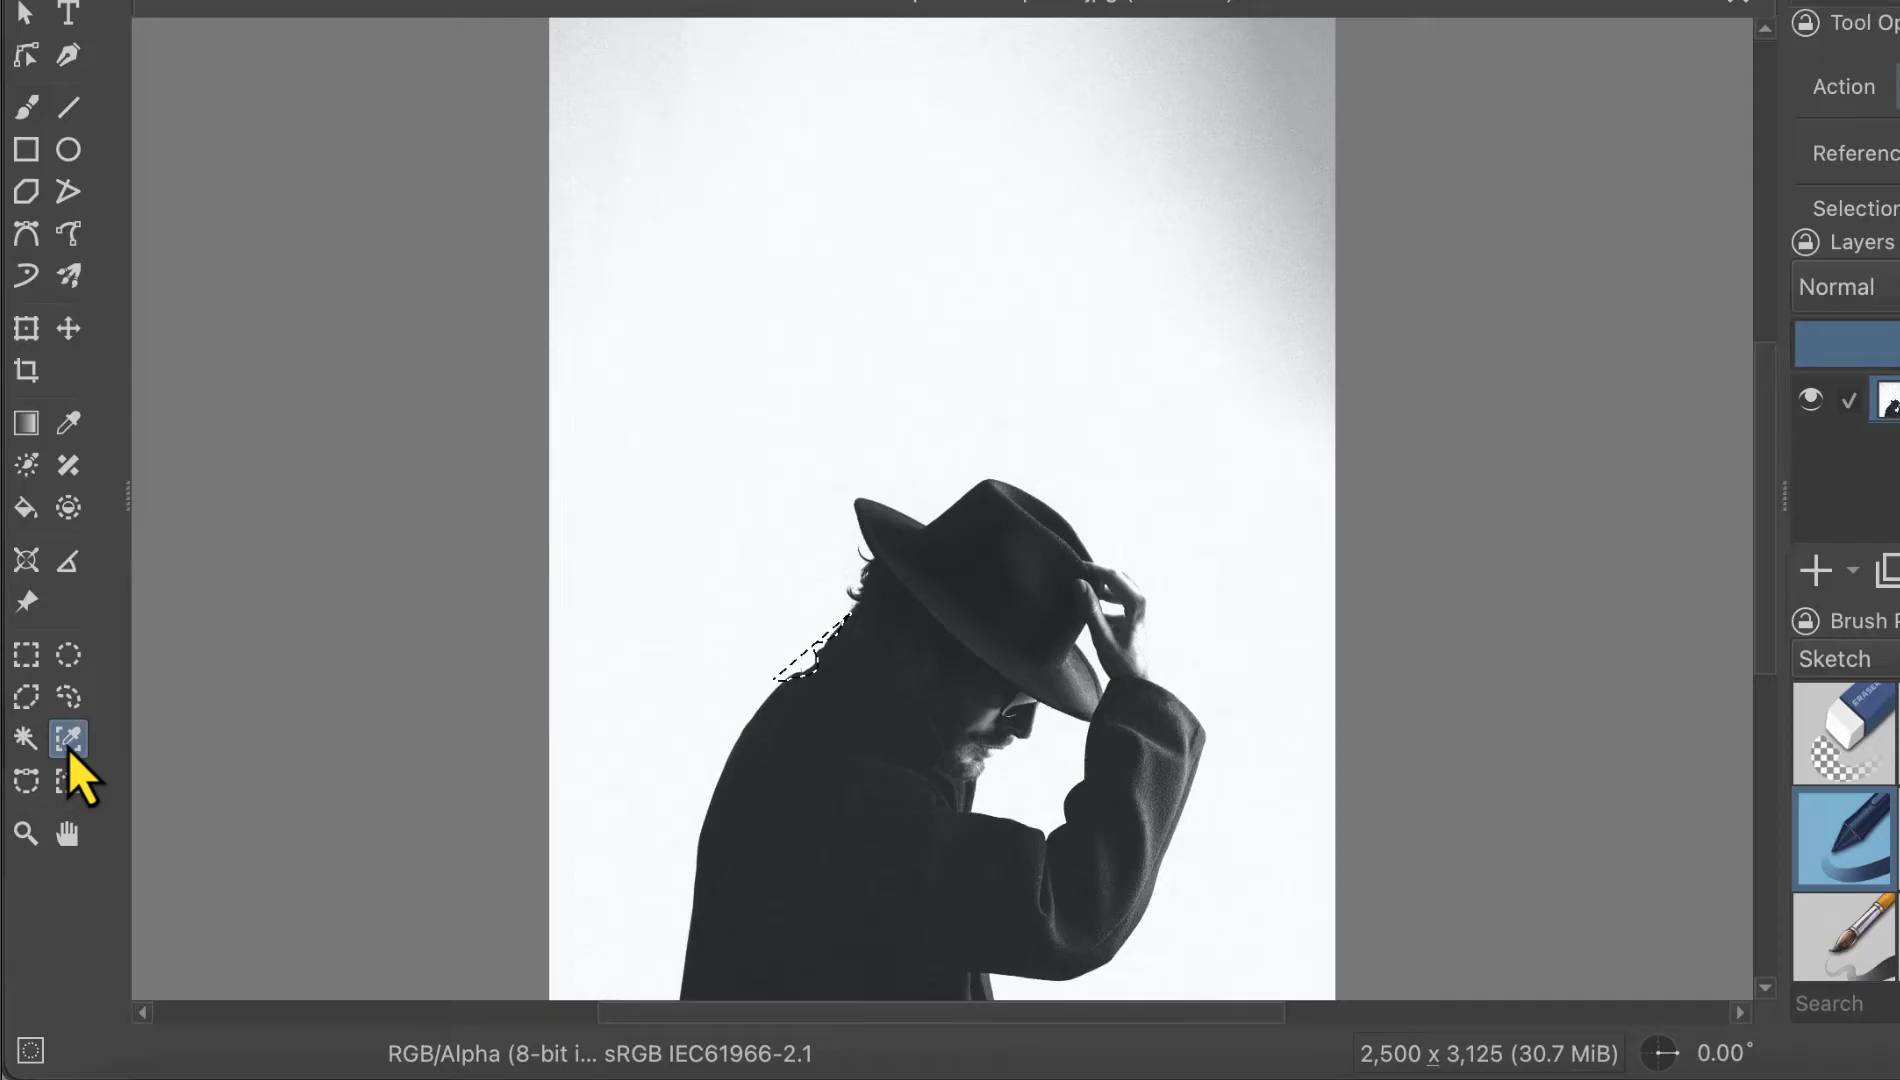 T
Tool Op
Action
Referenc
Selection
Layers
Normal
Brush P
Sketch
ERASER
Search
RGB/Alpha (8-bit i... sRGB IEC61966-2.1
2,500 x 3,125 (30.7 MiB)
0.00°